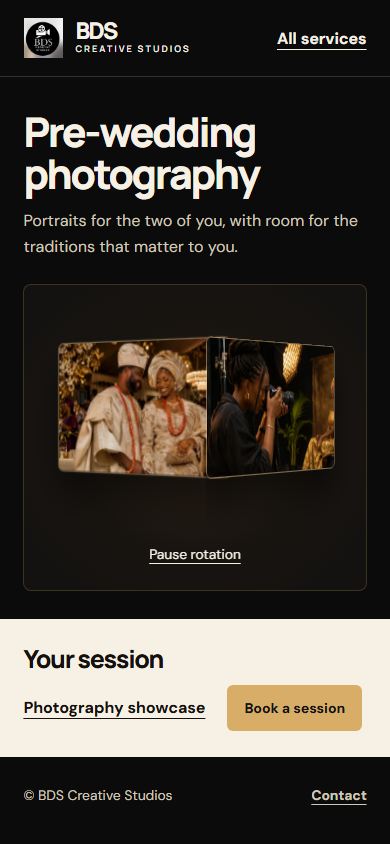 BDS
BDS
CREATIVE STUDIOS
All services
Pre-wedding
photography
Portraits for the two of you, with room for the
traditions that matter to you.
Pause rotation
Your session
Photography showcase
Book a session
© BDS Creative Studios
Contact